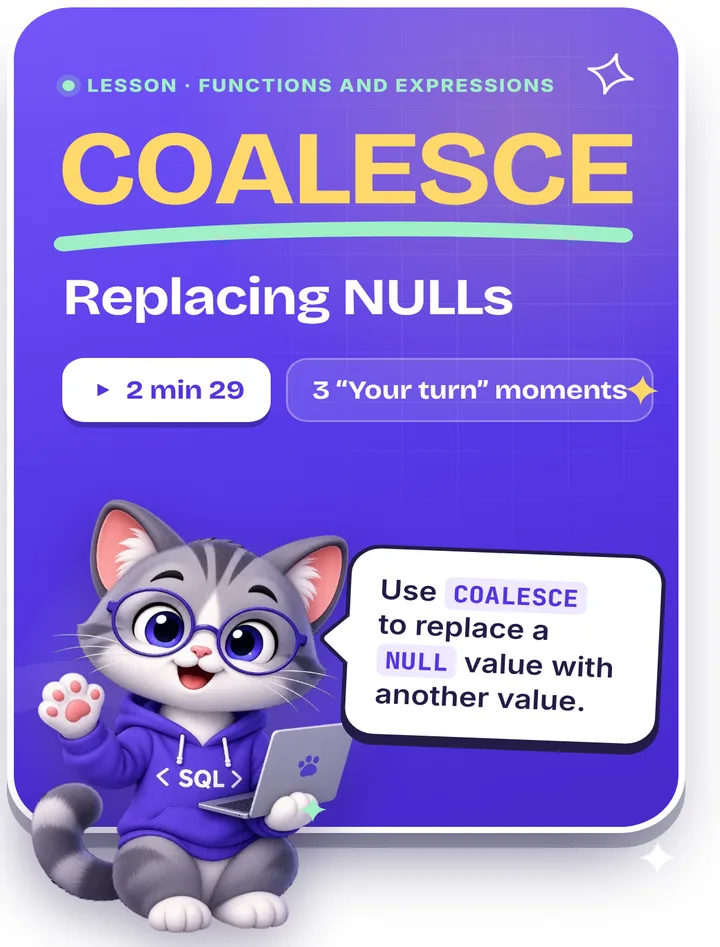 LESSON · FUNCTIONS AND EXPRESSIONS
COALESCE
Replacing NULLs
2 min 29
3 “Your turn” moments
Use COALESCE
to replace a
NULL value with
another value.
< SQL >